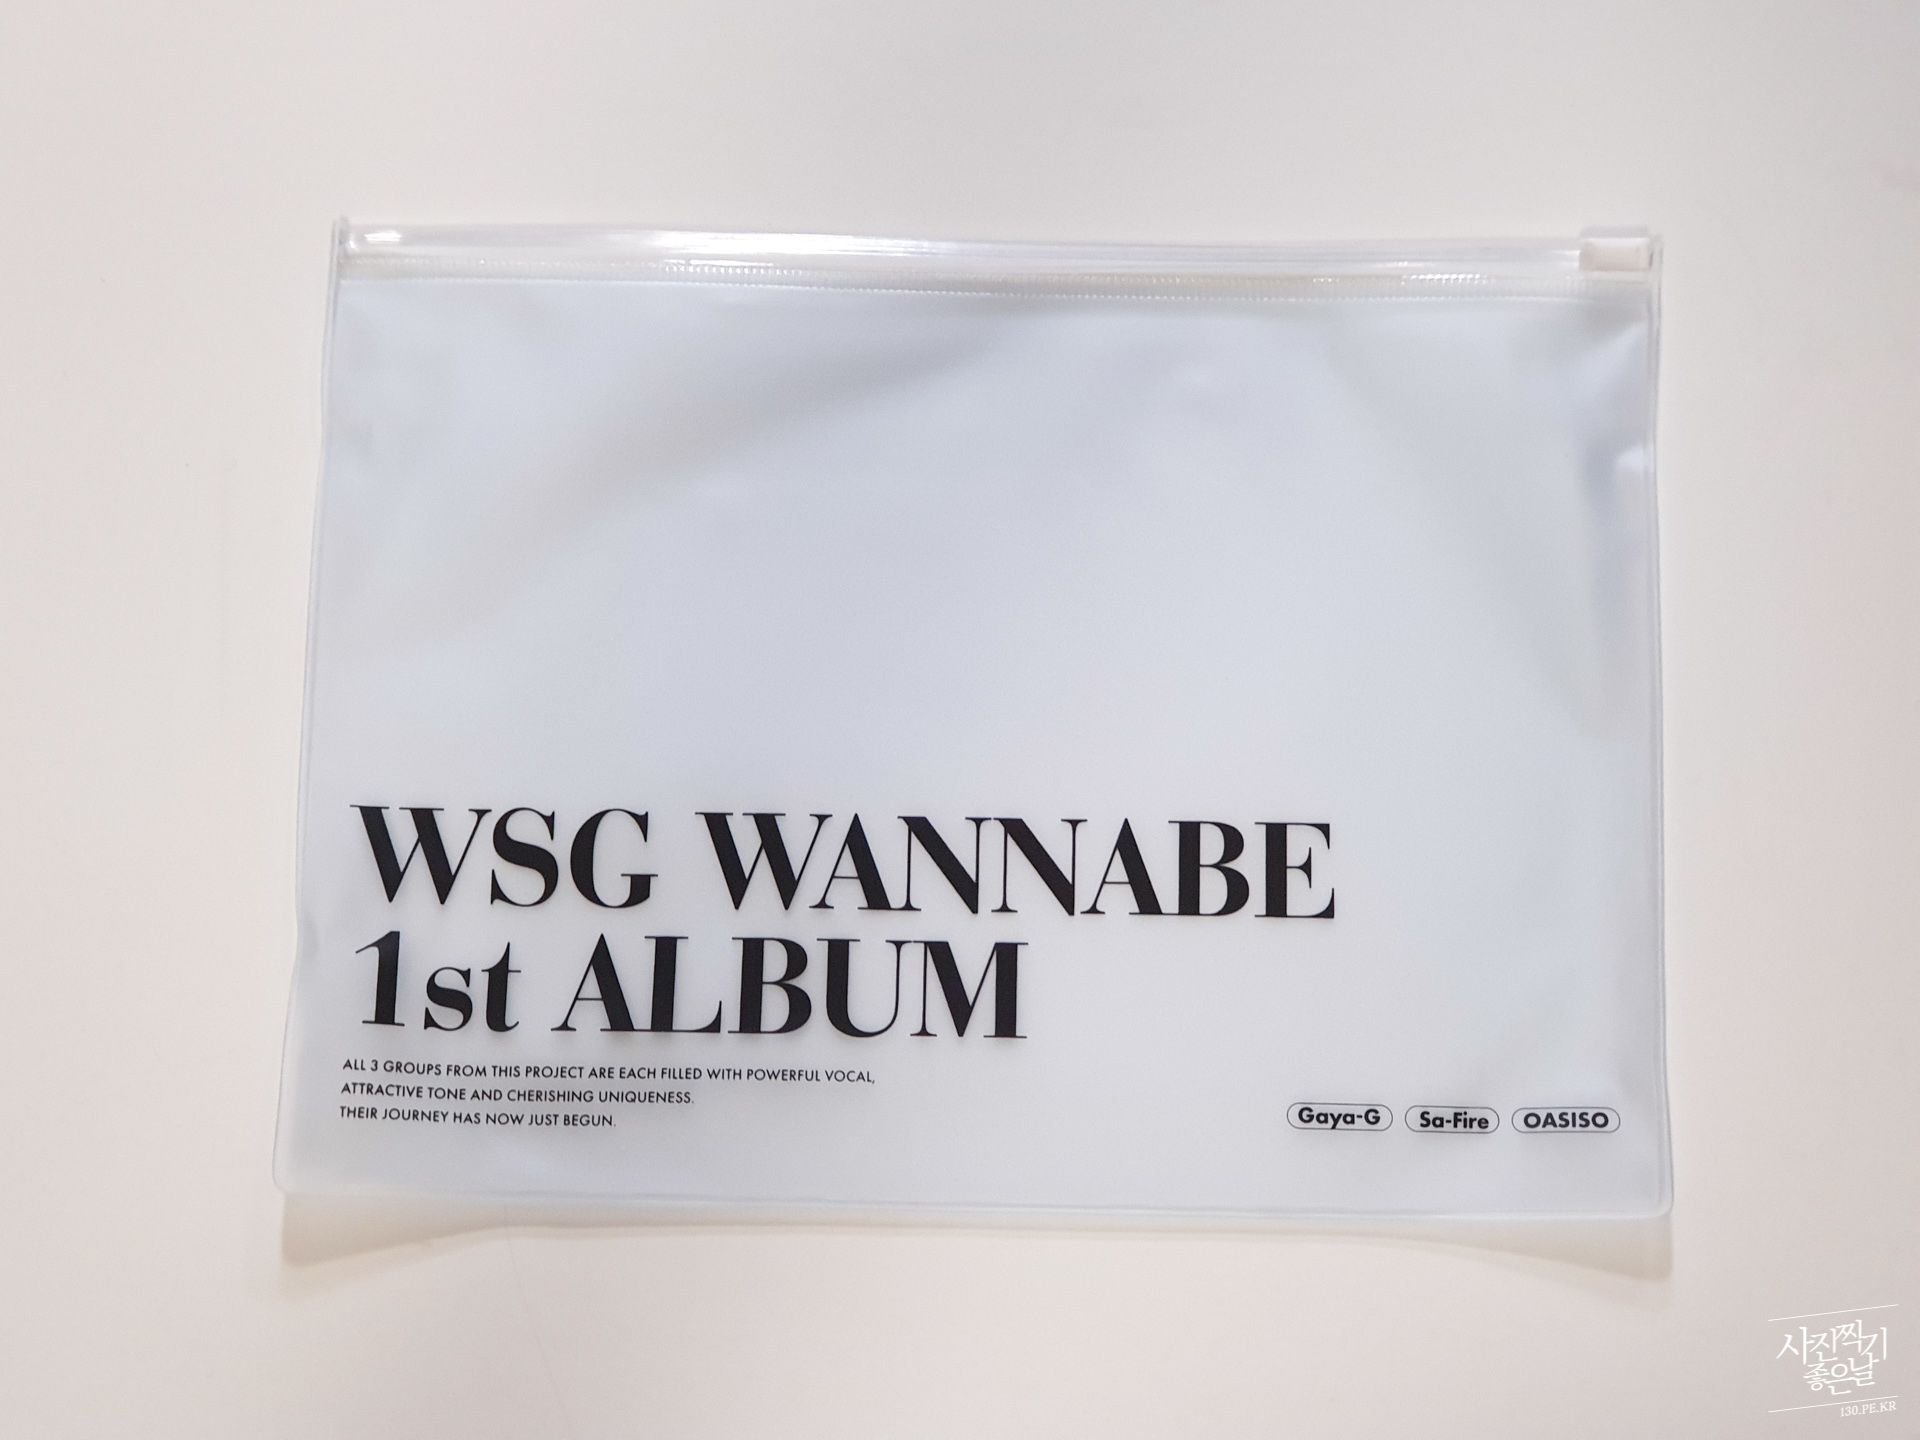 WSG WANNABE
1st ALBUM
ALL 3 GROUPS FROM THIS PROJECT ARE EACH FILLED WITH POWERFUL VOCAL,
ATTRACTIVE TONE AND CHERISHING UNIQUENESS.
THEIR JOURNEY HAS NOW JUST BEGUN.
Gaya-G Sa-Fire OASISO
사진찍기
좋은날
130.PE.KR